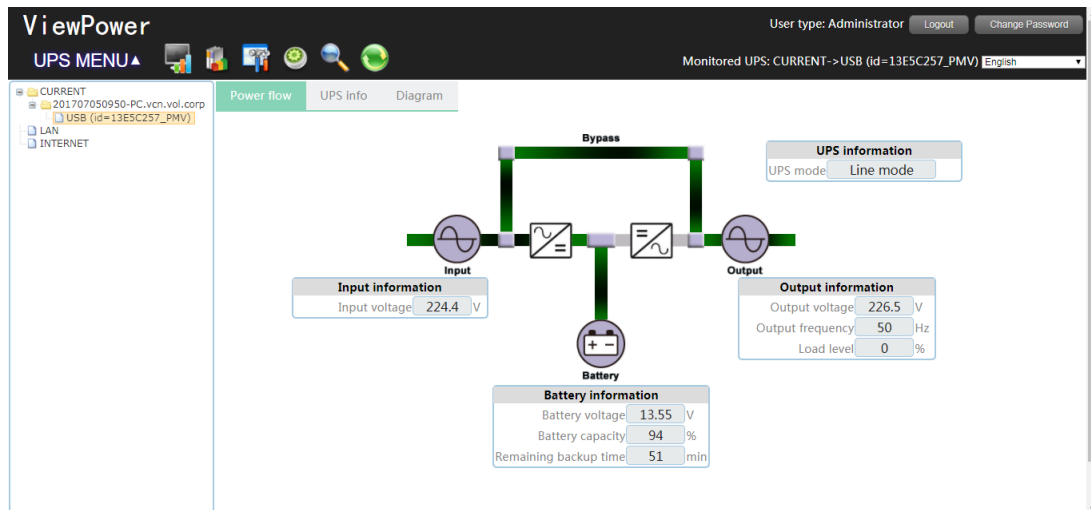 ViewPower
User type: Administrator Logout Change Password
UPS MENU▲
Monitored UPS: CURRENT->USB (id=13E5C257_PMV) English
CURRENT
201707050950-PC.vcn.vol.corp
USB (id=13E5C257_PMV)
LAN
INTERNET
Power flow UPS info Diagram
Bypass
UPS information
UPS mode Line mode
Input
Output
Input information
Input voltage 224.4 V
Output information
Output voltage 226.5 V
Output frequency 50 Hz
Load level 0 %
Battery
Battery information
Battery voltage 13.55 V
Battery capacity 94 %
Remaining backup time 51 min